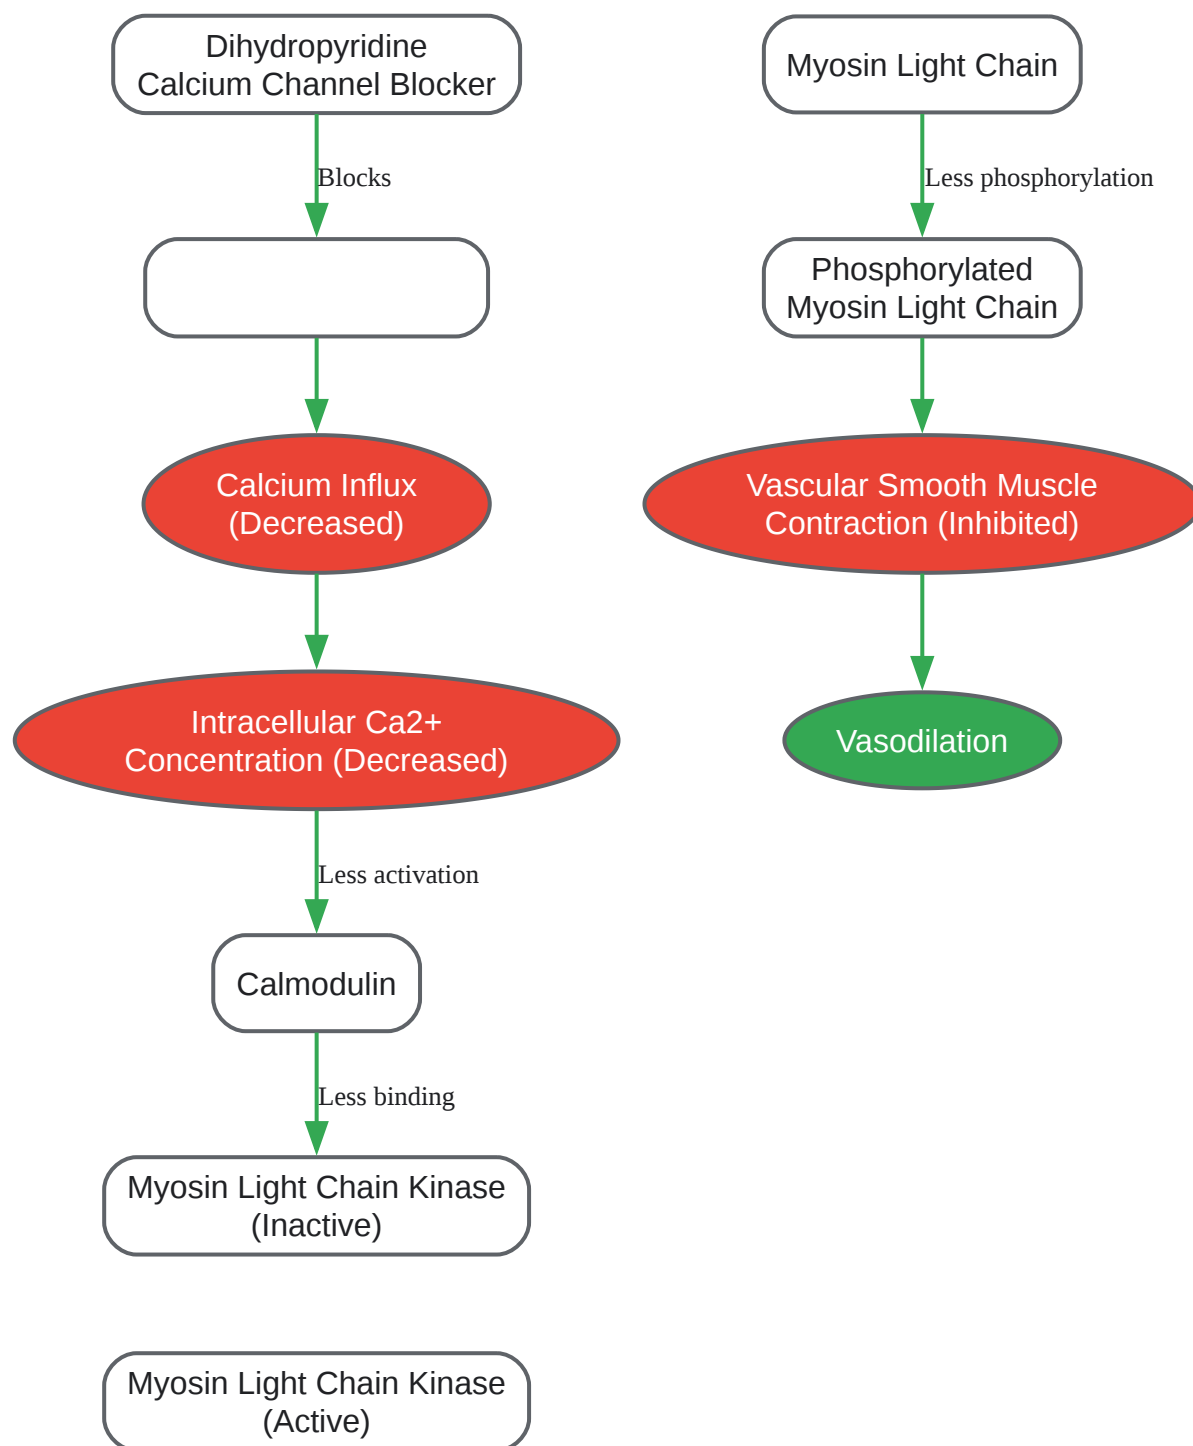 Dihydropyridine
Calcium Channel Blocker
Blocks
Calcium Influx
(Decreased)
Intracellular Ca2+
Concentration (Decreased)
Less activation
Calmodulin
Less binding
Myosin Light Chain Kinase
(Inactive)
Myosin Light Chain Kinase
(Active)
Myosin Light Chain
Less phosphorylation
Phosphorylated
Myosin Light Chain
Vascular Smooth Muscle
Contraction (Inhibited)
Vasodilation